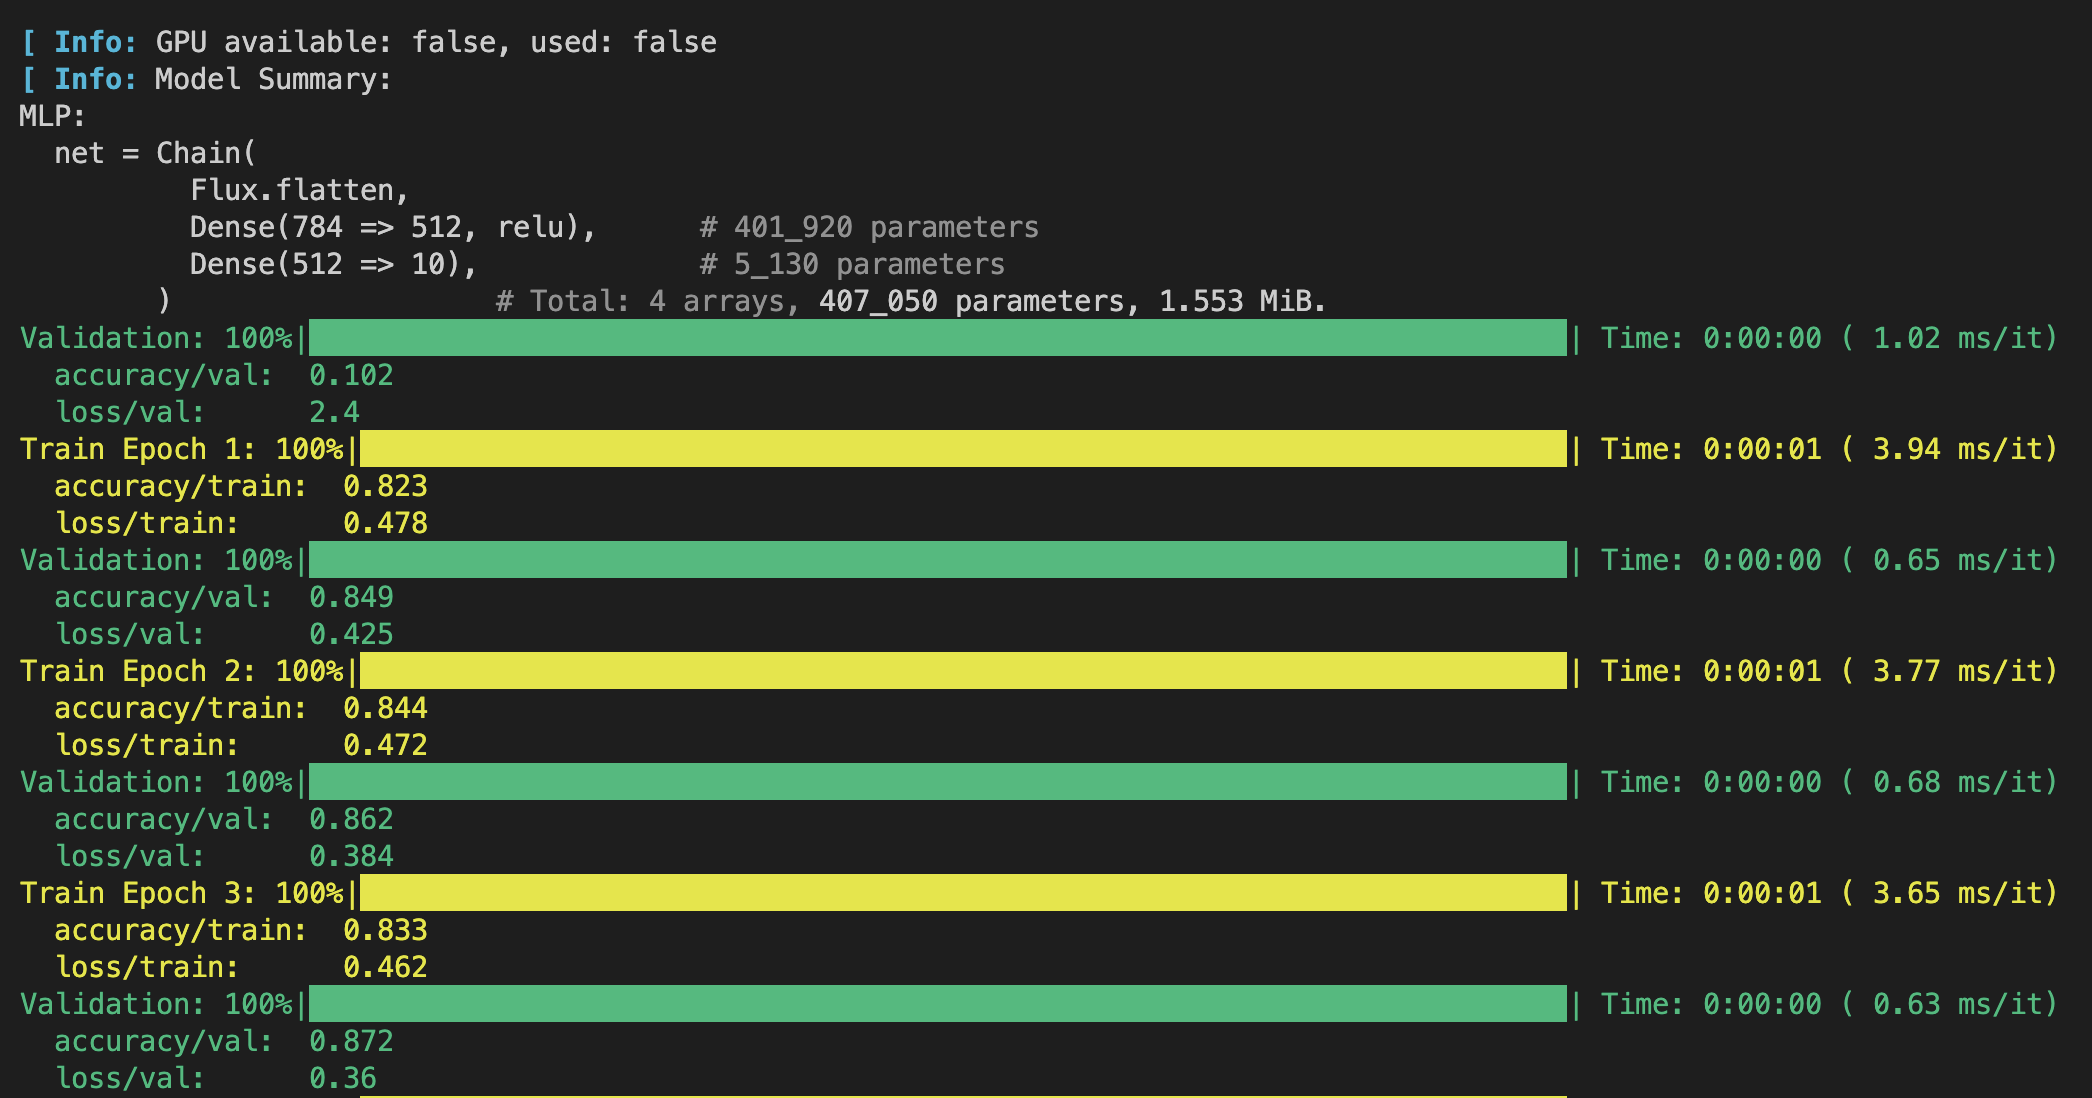 [ Info: GPU available: false, used: false
[ Info: Model Summary:
MLP:
  net = Chain(
          Flux.flatten,
          Dense(784 => 512, relu),      # 401_920 parameters
          Dense(512 => 10),             # 5_130 parameters
        )                   # Total: 4 arrays, 407_050 parameters, 1.553 MiB.
Validation: 100%|| Time: 0:00:00 ( 1.02 ms/it)
  accuracy/val:  0.102
  loss/val:      2.4
Train Epoch 1: 100%|| Time: 0:00:01 ( 3.94 ms/it)
  accuracy/train:  0.823
  loss/train:      0.478
Validation: 100%|| Time: 0:00:00 ( 0.65 ms/it)
  accuracy/val:  0.849
  loss/val:      0.425
Train Epoch 2: 100%|| Time: 0:00:01 ( 3.77 ms/it)
  accuracy/train:  0.844
  loss/train:      0.472
Validation: 100%|| Time: 0:00:00 ( 0.68 ms/it)
  accuracy/val:  0.862
  loss/val:      0.384
Train Epoch 3: 100%|| Time: 0:00:01 ( 3.65 ms/it)
  accuracy/train:  0.833
  loss/train:      0.462
Validation: 100%|| Time: 0:00:00 ( 0.63 ms/it)
  accuracy/val:  0.872
  loss/val:      0.36